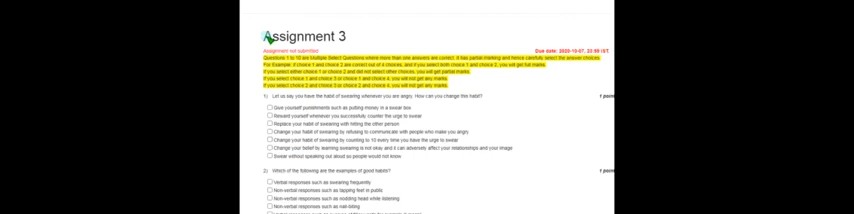 Assignment 3
Assignment not submitted
Due date: 2020-10-07, 23:59 IST.
Questions 1 to 10 are Multiple Select Questions where more than one answers are correct. It has partial marking and hence carefully select the answer choices.
For Example: if choice 1 and choice 2 are correct out of 4 choices, and if you select both choice 1 and choice 2, you will get full marks.
If you select either choice 1 or choice 2 and did not select other choices, you will get partial marks.
If you select choice 1 and choice 3 or choice 1 and choice 4, you will not get any marks.
If you select choice 2 and choice 3 or choice 2 and choice 4, you will not get any marks.
1) Let us say you have the habit of swearing whenever you are angry. How can you change this habit?
1 point
Give yourself punishments such as putting money in a swear box
Reward yourself whenever you successfully counter the urge to swear
Replace your habit of swearing with hitting the other person
Change your habit of swearing by refusing to communicate with people who make you angry
Change your habit of swearing by counting to 10 every time you have the urge to swear
Change your belief by learning swearing is not okay and it can adversely affect your relationships and your image
Swear without speaking out aloud so people would not know
2) Which of the following are the examples of good habits?
1 point
Verbal responses such as swearing frequently
Non-verbal responses such as tapping feet in public
Non-verbal responses such as nodding head while listening
Non-verbal responses such as nail-biting